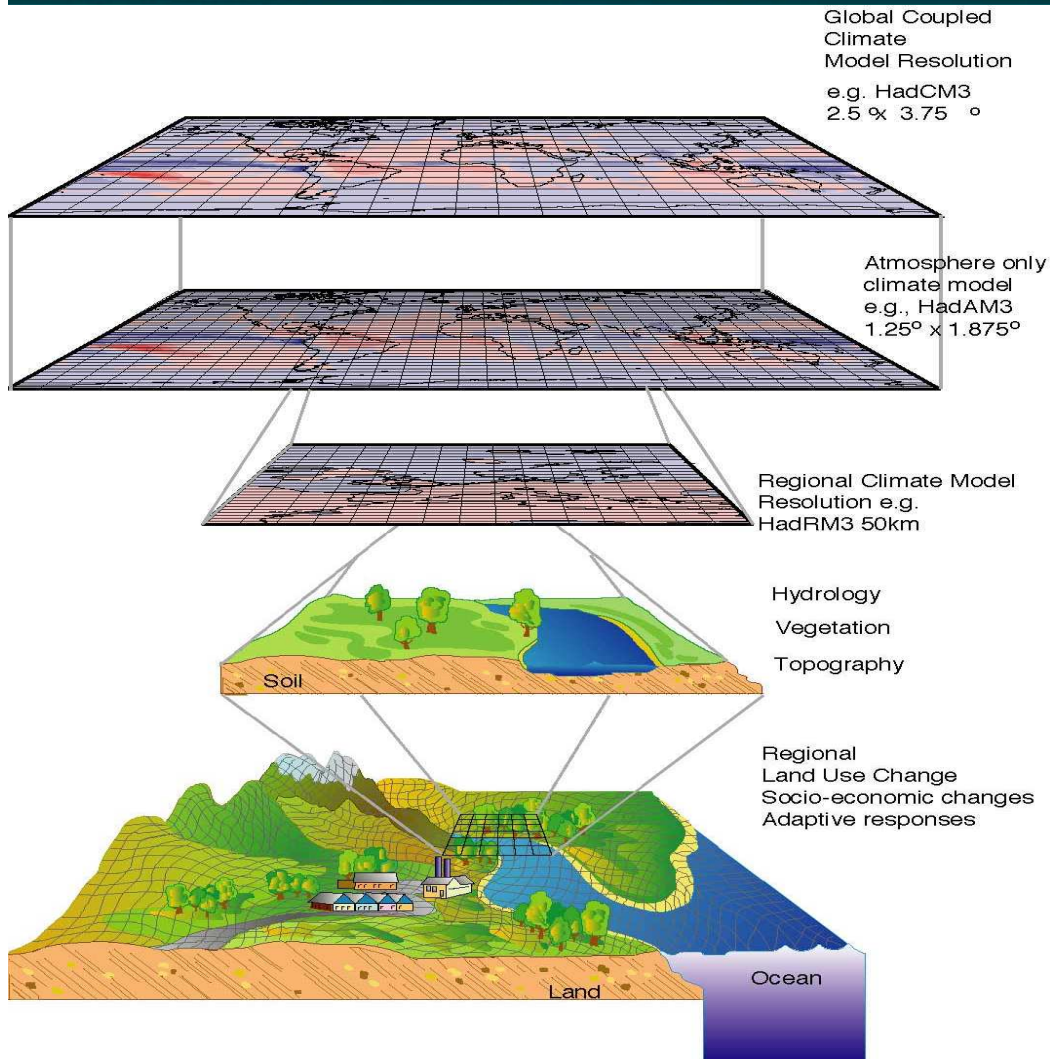 Global Coupled
Climate
Model Resolution
e.g. HadCM3
2.5 ºx 3.75 º
Atmosphere only
climate model
e.g., HadAM3
1.25º x 1.875º
Regional Climate Model
Resolution e.g.
HadRM3 50km
Hydrology
Vegetation
Topography
Soil
Regional
Land Use Change
Socio-economic changes
Adaptive responses
Ocean
Land